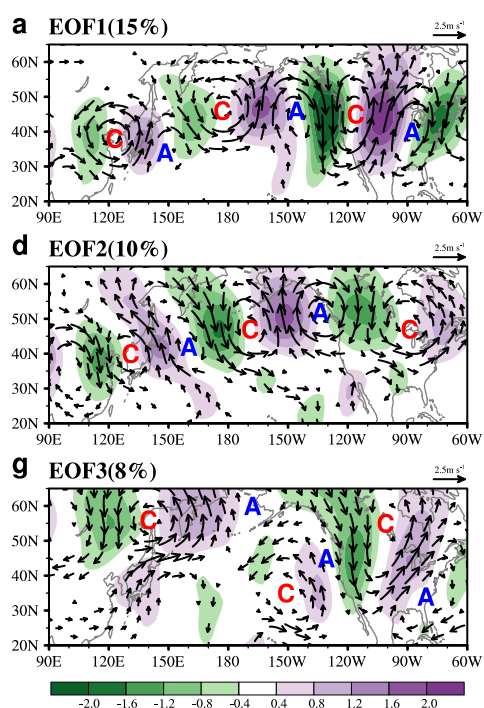 a EOF1(15%)
2.5m s⁻¹
60N
50N
40N
30N
20N
C A C A C A
90E 120E 150E 180 150W 120W 90W 60W
d EOF2(10%)
2.5m s⁻¹
60N
50N
40N
30N
20N
C A C A C
90E 120E 150E 180 150W 120W 90W 60W
g EOF3(8%)
2.5m s⁻¹
60N
50N
40N
30N
20N
C A C A C A
90E 120E 150E 180 150W 120W 90W 60W
-2.0 -1.6 -1.2 -0.8 -0.4 0.4 0.8 1.2 1.6 2.0